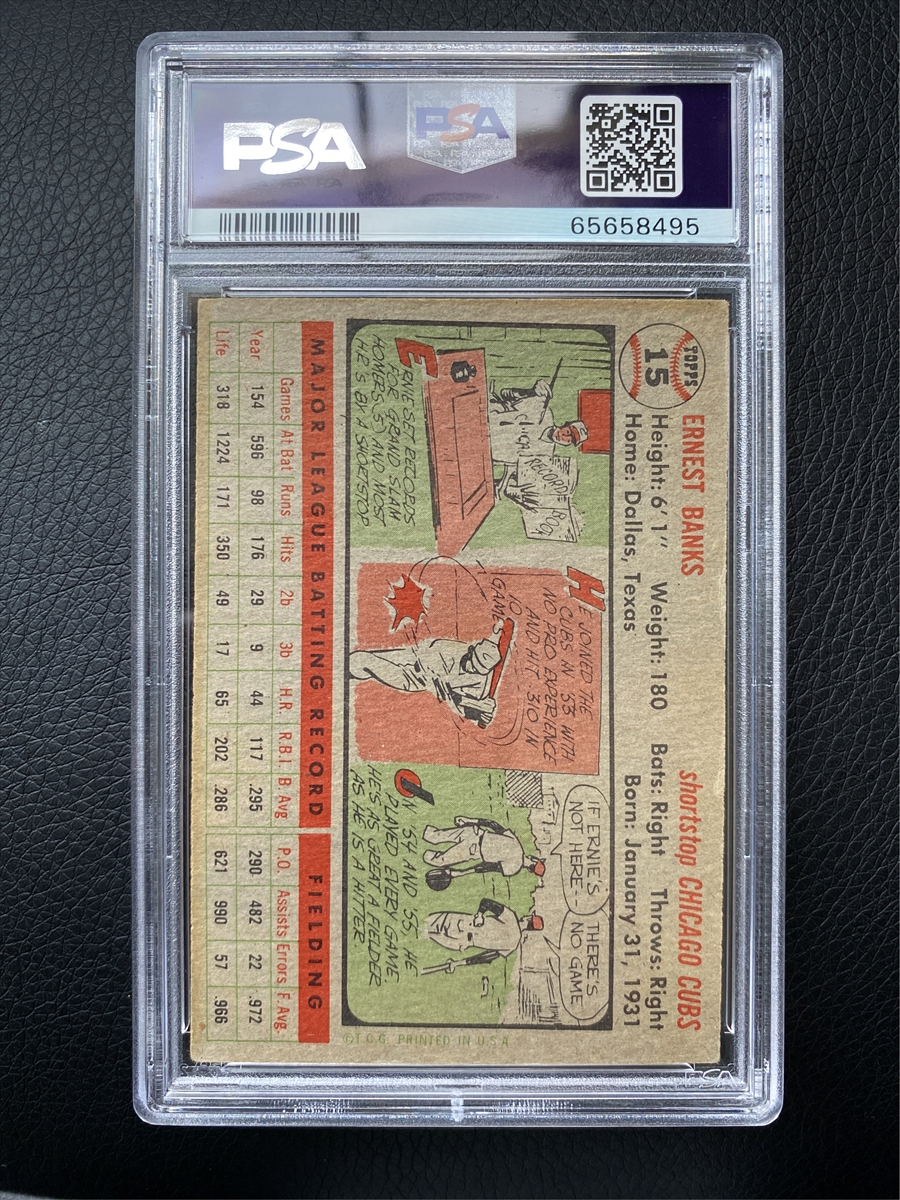 PSA
PSA
65658495
TOPPS
15
ERNEST BANKS
shortstop CHICAGO CUBS
Height: 6' 1" Weight: 180 Bats: Right Throws: Right
Home: Dallas, Texas Born: January 31, 1931
RECORD BOOK
ERNIE SET RECORDS
FOR GRAND SLAM
HOMERS (5) AND MOST
HR'S BY A SHORTSTOP.
HE JOINED THE
CUBS IN '53 WITH
NO PRO EXPERIENCE
AND HIT .310 IN
10
GAMES.
IF ERNIE'S
NOT HERE-
THERE'S
NO GAME
IN '54 AND '55, HE
PLAYED EVERY GAME.
HE'S AS GREAT A FIELDER
AS HE IS A HITTER.
MAJOR LEAGUE BATTING RECORD FIELDING
Games At Bat Runs Hits 2b 3b H.R. R.B.I. B. Avg P.O. Assists Errors F. Avg.
Year 154 596 98 176 29 9 44 117 .295 290 482 22 .972
Life 318 1224 171 350 49 17 65 202 .286 621 990 57 .966
©T.C.G. PRINTED IN U.S.A.
PSA